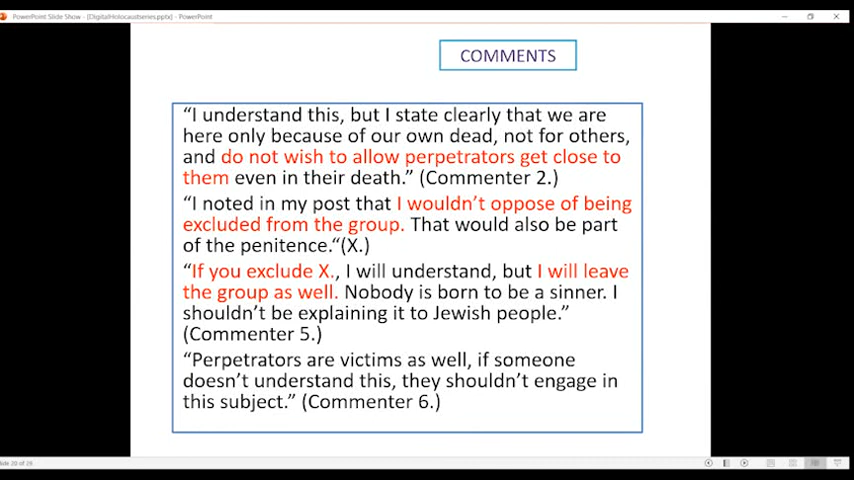 PowerPoint Slide Show - [DigitalHolocaustseries.pptx] - PowerPoint
COMMENTS
“I understand this, but I state clearly that we are
here only because of our own dead, not for others,
and do not wish to allow perpetrators get close to
them even in their death.” (Commenter 2.)
“I noted in my post that I wouldn’t oppose of being
excluded from the group. That would also be part
of the penitence.“(X.)
“If you exclude X., I will understand, but I will leave
the group as well. Nobody is born to be a sinner. I
shouldn’t be explaining it to Jewish people.”
(Commenter 5.)
“Perpetrators are victims as well, if someone
doesn’t understand this, they shouldn’t engage in
this subject.” (Commenter 6.)